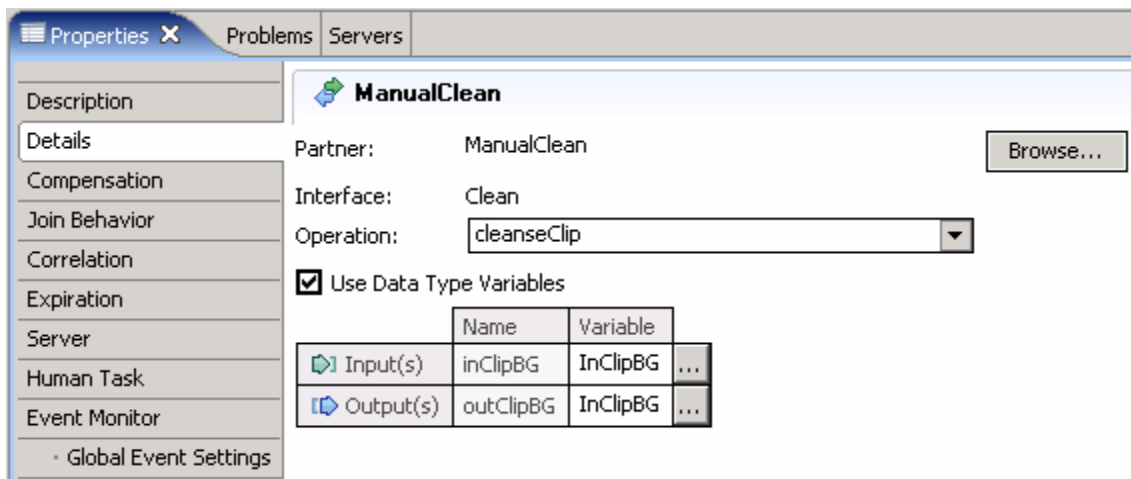 Properties Problems Servers
Description
Details
Compensation
Join Behavior
Correlation
Expiration
Server
Human Task
Event Monitor
· Global Event Settings
ManualClean
Partner: ManualClean Browse...
Interface: Clean
Operation: cleanseClip
Use Data Type Variables
Name Variable
Input(s) inClipBG InClipBG ...
Output(s) outClipBG InClipBG ...